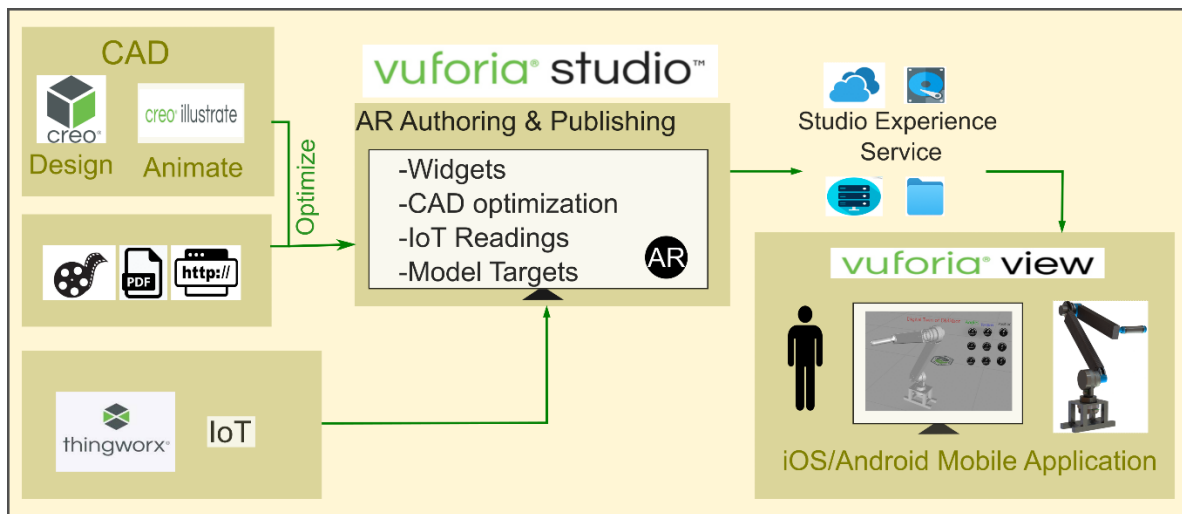 CAD
creo®
creo® illustrate
Design
Animate
Optimize
PDF
http://
thingworx®
IoT
vuforia® studio™
AR Authoring & Publishing
-Widgets
-CAD optimization
-IoT Readings
-Model Targets
AR
Studio Experience
Service
vuforia® view
iOS/Android Mobile Application